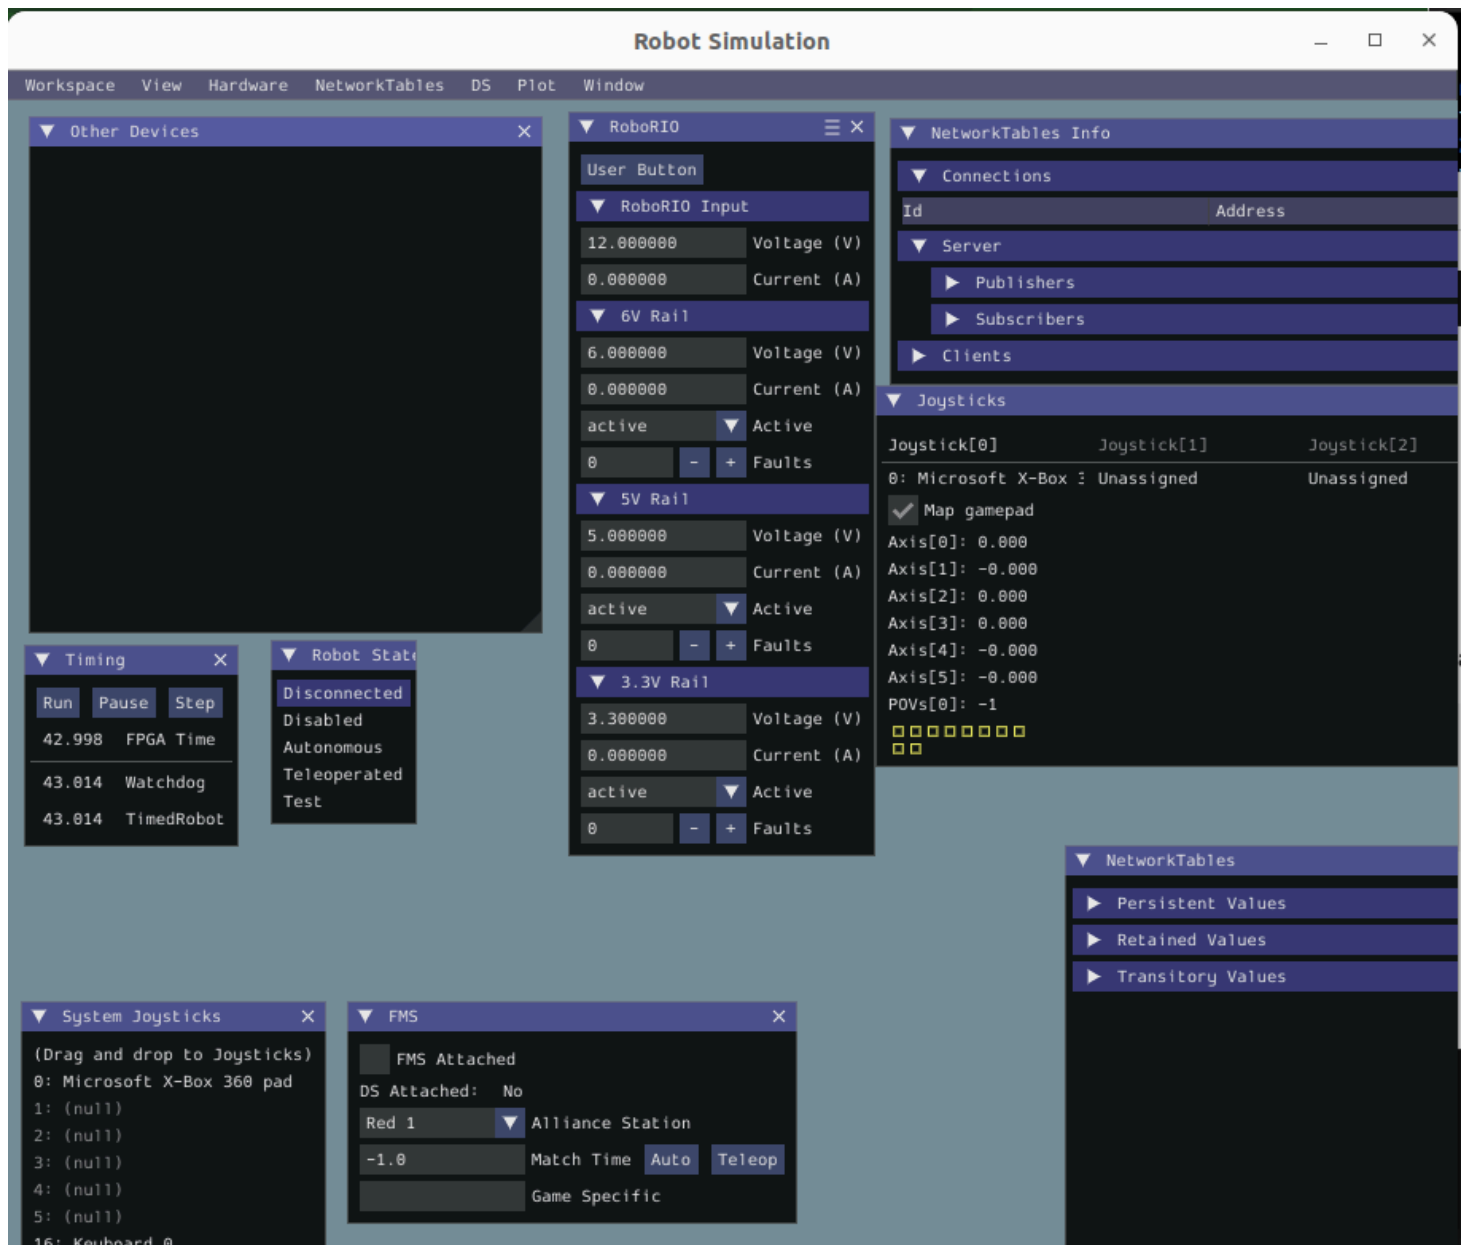 Robot Simulation
Workspace View Hardware NetworkTables DS Plot Window
Other Devices
RoboRIO
User Button
RoboRIO Input
12.000000 Voltage (V)
0.000000 Current (A)
6V Rail
6.000000 Voltage (V)
0.000000 Current (A)
active Active
0 - + Faults
5V Rail
5.000000 Voltage (V)
0.000000 Current (A)
active Active
0 - + Faults
3.3V Rail
3.300000 Voltage (V)
0.000000 Current (A)
active Active
0 - + Faults
NetworkTables Info
Connections
Id Address
Server
Publishers
Subscribers
Clients
Joysticks
Joystick[0] Joystick[1] Joystick[2]
0: Microsoft X-Box Unassigned Unassigned
Map gamepad
Axis[0]: 0.000
Axis[1]: -0.000
Axis[2]: 0.000
Axis[3]: 0.000
Axis[4]: -0.000
Axis[5]: -0.000
POVs[0]: -1
Timing
Run Pause Step
42.998 FPGA Time
43.014 Watchdog
43.014 TimedRobot
Robot State
Disconnected
Disabled
Autonomous
Teleoperated
Test
NetworkTables
Persistent Values
Retained Values
Transitory Values
System Joysticks
(Drag and drop to Joysticks)
0: Microsoft X-Box 360 pad
1: (null)
2: (null)
3: (null)
4: (null)
5: (null)
16: Keyboard 0
FMS
FMS Attached
DS Attached: No
Red 1 Alliance Station
-1.0 Match Time Auto Teleop
Game Specific